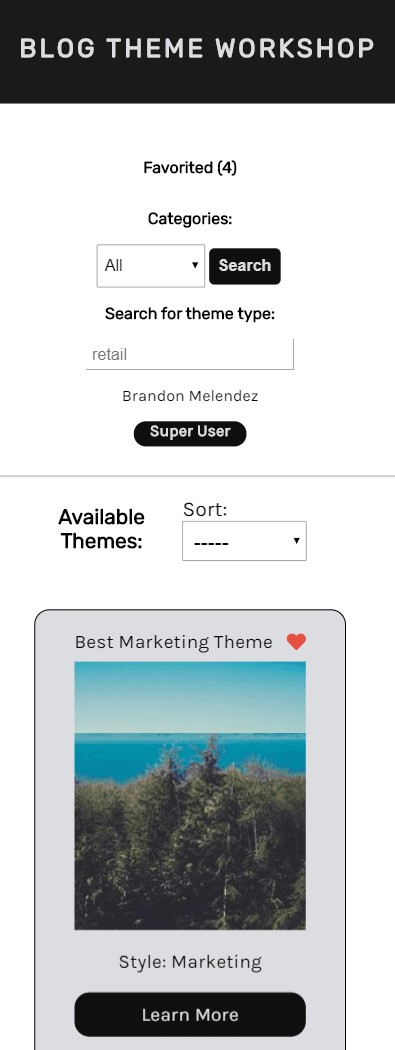 BLOG THEME WORKSHOP
Favorited (4)
Categories:
All
Search
Search for theme type:
retail
Brandon Melendez
Super User
Available
Themes:
Sort:
-----
Best Marketing Theme
Style: Marketing
Learn More